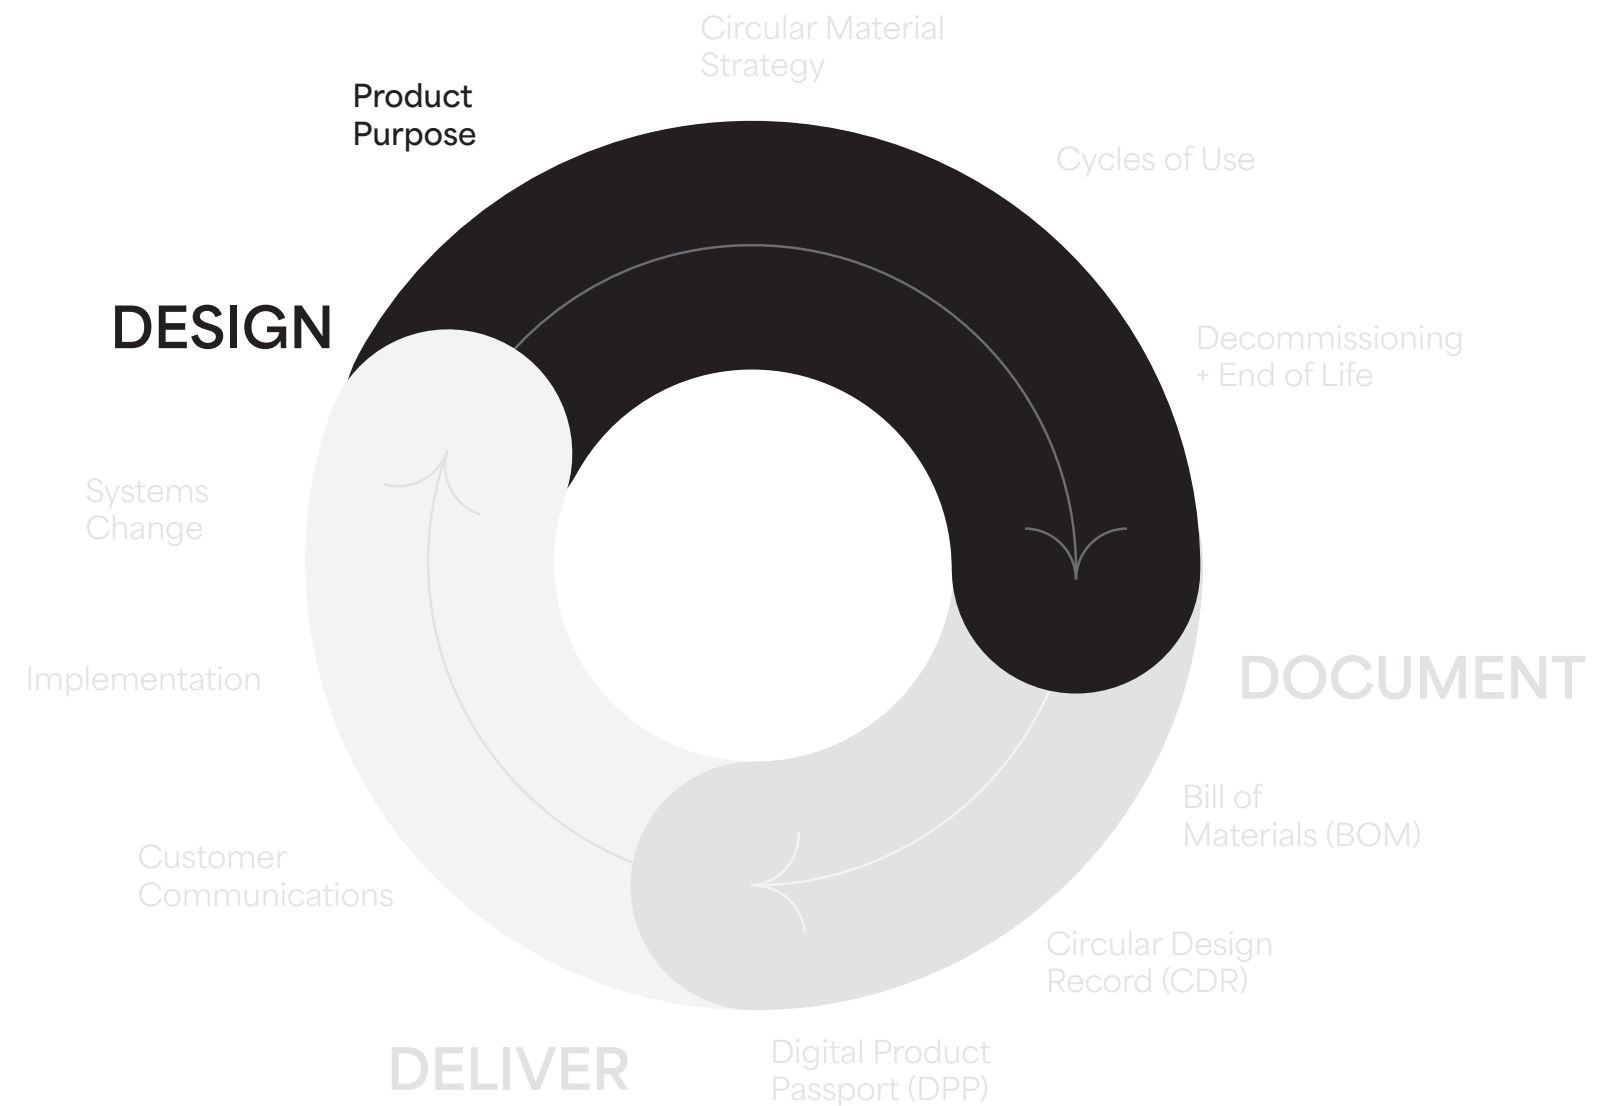 Circular Material
Strategy
Product
Purpose
Cycles of Use
DESIGN
Decommissioning
+ End of Life
Systems
Change
Implementation
DOCUMENT
Bill of
Materials (BOM)
Customer
Communications
Circular Design
Record (CDR)
DELIVER
Digital Product
Passport (DPP)